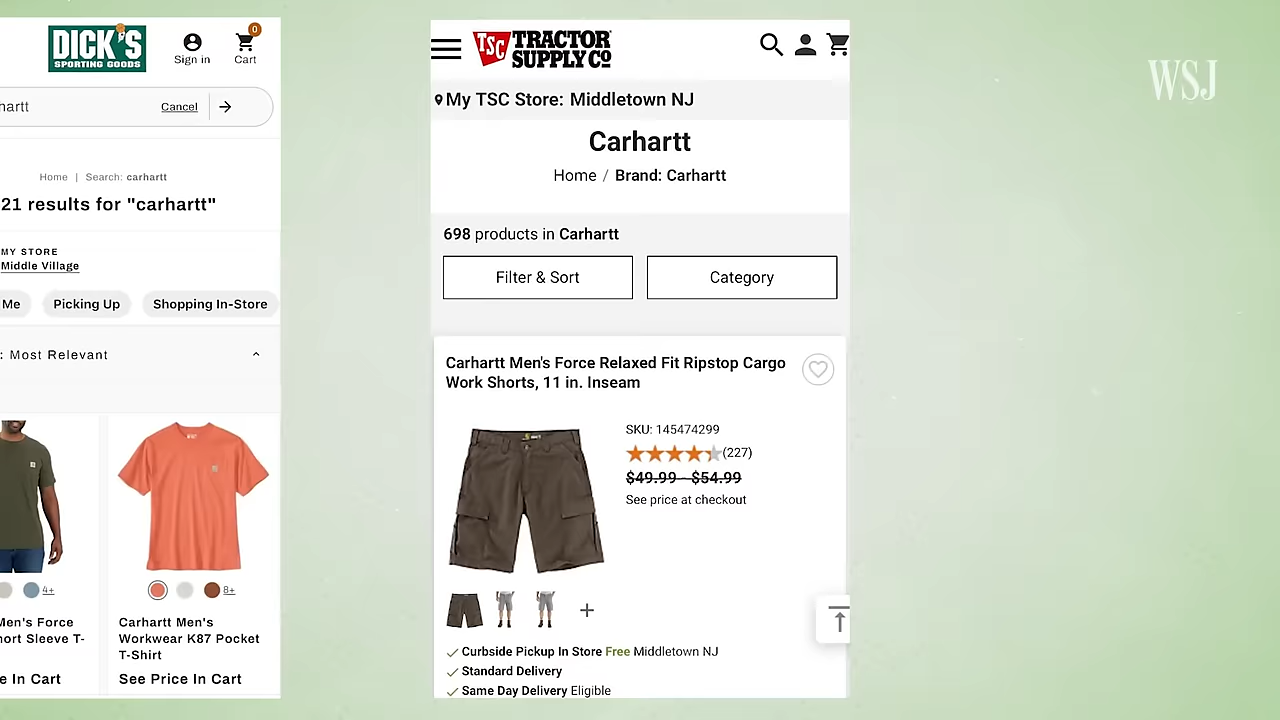 DICK'S
SPORTING GOODS
Sign in
0
Cart
hartt
Cancel
Home | Search: carhartt
21 results for "carhartt"
MY STORE
Middle Village
Me
Picking Up
Shopping In-Store
: Most Relevant
4+
8+
Men's Force
ort Sleeve T-
e In Cart
Carhartt Men's
Workwear K87 Pocket
T-Shirt
See Price In Cart
TSC TRACTOR
SUPPLY CO
My TSC Store: Middletown NJ
Carhartt
Home / Brand: Carhartt
698 products in Carhartt
Filter & Sort
Category
Carhartt Men's Force Relaxed Fit Ripstop Cargo
Work Shorts, 11 in. Inseam
SKU: 145474299
(227)
$49.99 - $54.99
See price at checkout
+
Curbside Pickup In Store Free Middletown NJ
Standard Delivery
Same Day Delivery Eligible
WSJ